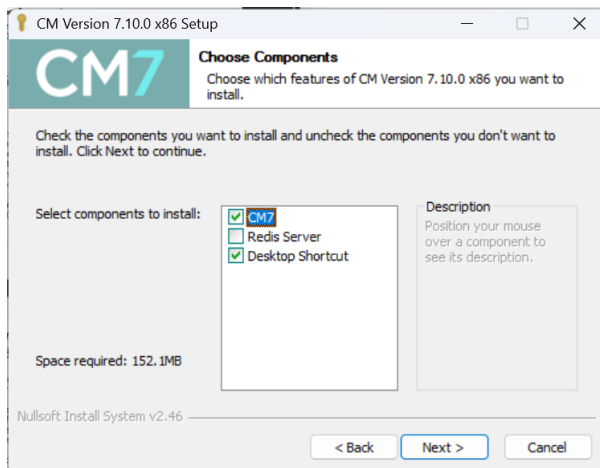 CM Version 7.10.0 x86 Setup
CM7
Choose Components
Choose which features of CM Version 7.10.0 x86 you want to
install.
Check the components you want to install and uncheck the components you don't want to
install. Click Next to continue.
Select components to install:
CM7
Redis Server
Desktop Shortcut
Description
Position your mouse
over a component to
see its description.
Space required: 152.1MB
Nullsoft Install System v2.46
< Back
Next >
Cancel